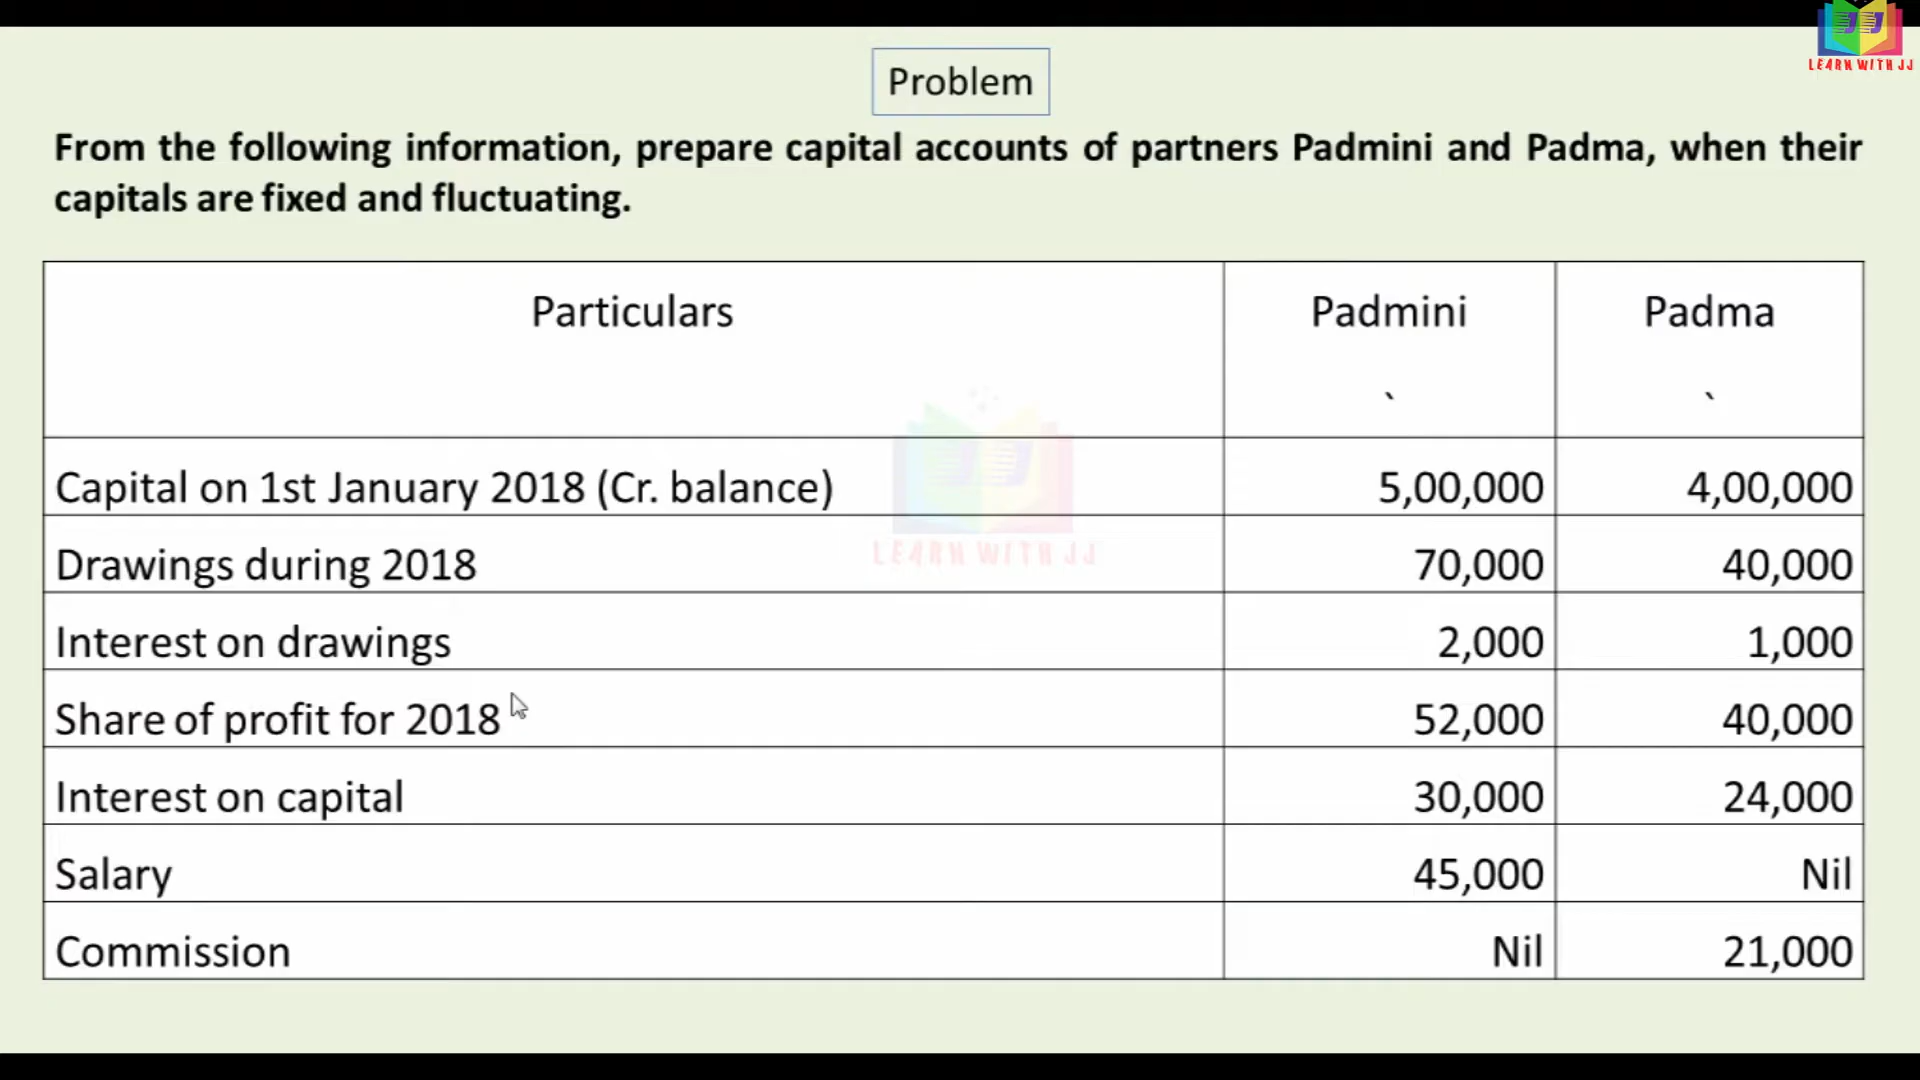 LEARN WITH JJ
Problem
From the following information, prepare capital accounts of partners Padmini and Padma, when their
capitals are fixed and fluctuating.
Particulars Padmini Padma
` `
Capital on 1st January 2018 (Cr. balance) 5,00,000 4,00,000
Drawings during 2018 70,000 40,000
Interest on drawings 2,000 1,000
Share of profit for 2018 52,000 40,000
Interest on capital 30,000 24,000
Salary 45,000 Nil
Commission Nil 21,000
LEARN WITH JJ